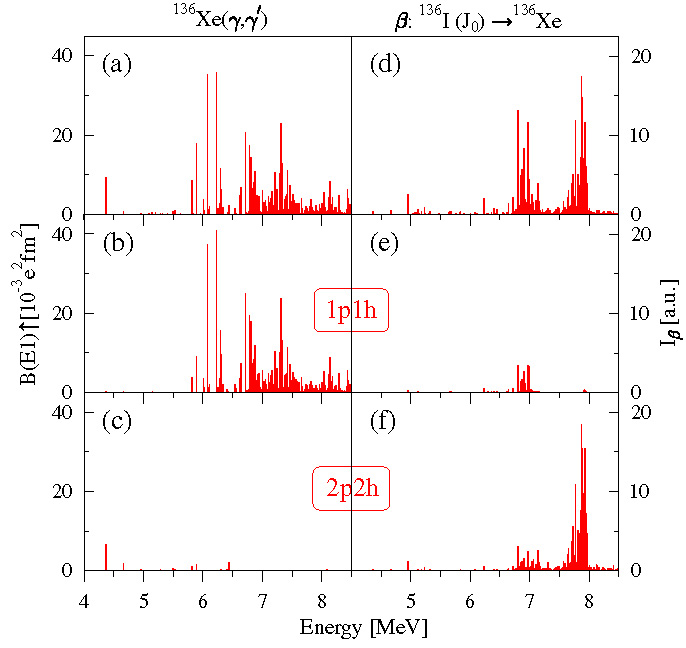 ¹³⁶Xe(γ,γ′) β: ¹³⁶I (J₀) → ¹³⁶Xe
(a) (d)
40 20
20 10
0 0
(b) (e)
40 20
20 10
0 0
1p1h
(c) (f)
40 20
20 10
0 0
2p2h
B(E1)↑[10⁻³e²fm²]
I_β [a.u.]
4 5 6 7 8 6 7 8
Energy [MeV]